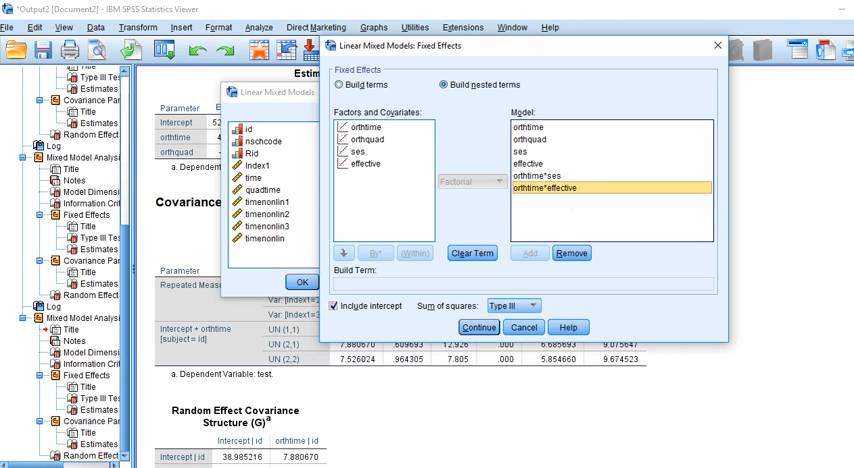 *Output2 [Document2] - IBM SPSS Statistics Viewer
File Edit View Data Transform Insert Format Analyze Direct Marketing Graphs Utilities Extensions Window Help
Type III Tes
Estimates
Covariance Par
Title
Estimates
Random Effect
Log
Mixed Model Analysi
Title
Notes
Model Dimensi
Information Crit
Fixed Effects
Title
Type III Tes
Estimates
Covariance Par
Title
Estimates
Random Effect
Log
Mixed Model Analysi
Title
Notes
Model Dimensi
Information Crit
Fixed Effects
Title
Type III Tes
Estimates
Covariance Par
Title
Estimates
Random Effect
Estim
Parameter E
Intercept 52
orthtime 4
orthquad -
a. Dependent
Covariance
Parameter
Repeated Measu
Var: [Index1=2
Var: [Index1=3
Intercept + orthtime UN (1,1)
[subject = id] UN (2,1) 7.880670 .609693 12.926 .000 6.685693 9.075647
UN (2,2) 7.526024 .964305 7.805 .000 5.854660 9.674523
a. Dependent Variable: test.
Random Effect Covariance
Structure (G)a
Intercept | id orthtime | id
Intercept | id 38.985216 7.880670
Linear Mixed Models
id
nschcode
Rid
Index1
time
quadtime
timenonlin1
timenonlin2
timenonlin3
timenonlin
OK
Linear Mixed Models: Fixed Effects
Fixed Effects
Build terms Build nested terms
Factors and Covariates: Model:
orthtime
orthquad
ses
effective
Factorial
orthtime
orthquad
ses
effective
orthtime*ses
orthtime*effective
By* (Within) Clear Term Add Remove
Build Term:
Include intercept Sum of squares: Type III
Continue Cancel Help